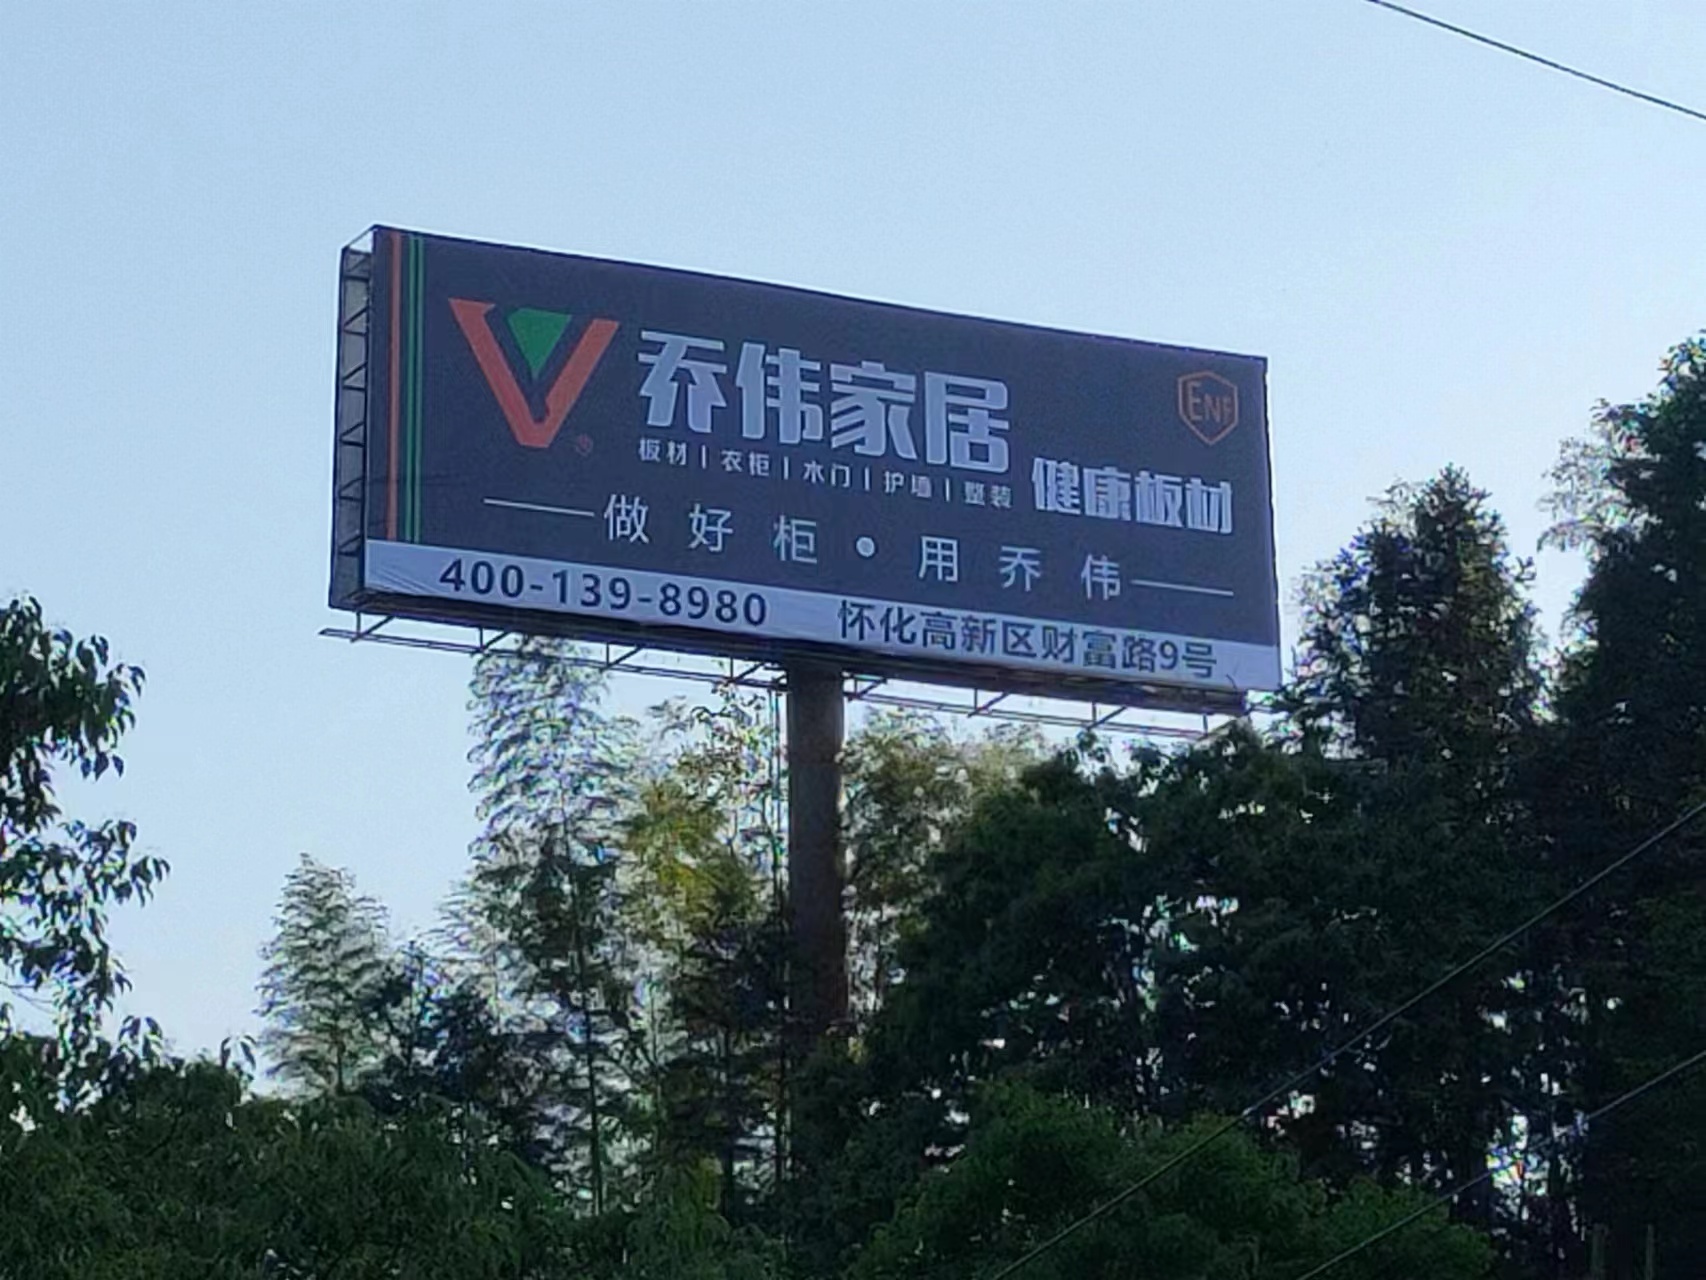 乔伟家居
ENF
板材|衣柜|木门|护墙|整装
健康板材
做好柜·用乔伟
400-139-8980 怀化高新区财富路9号